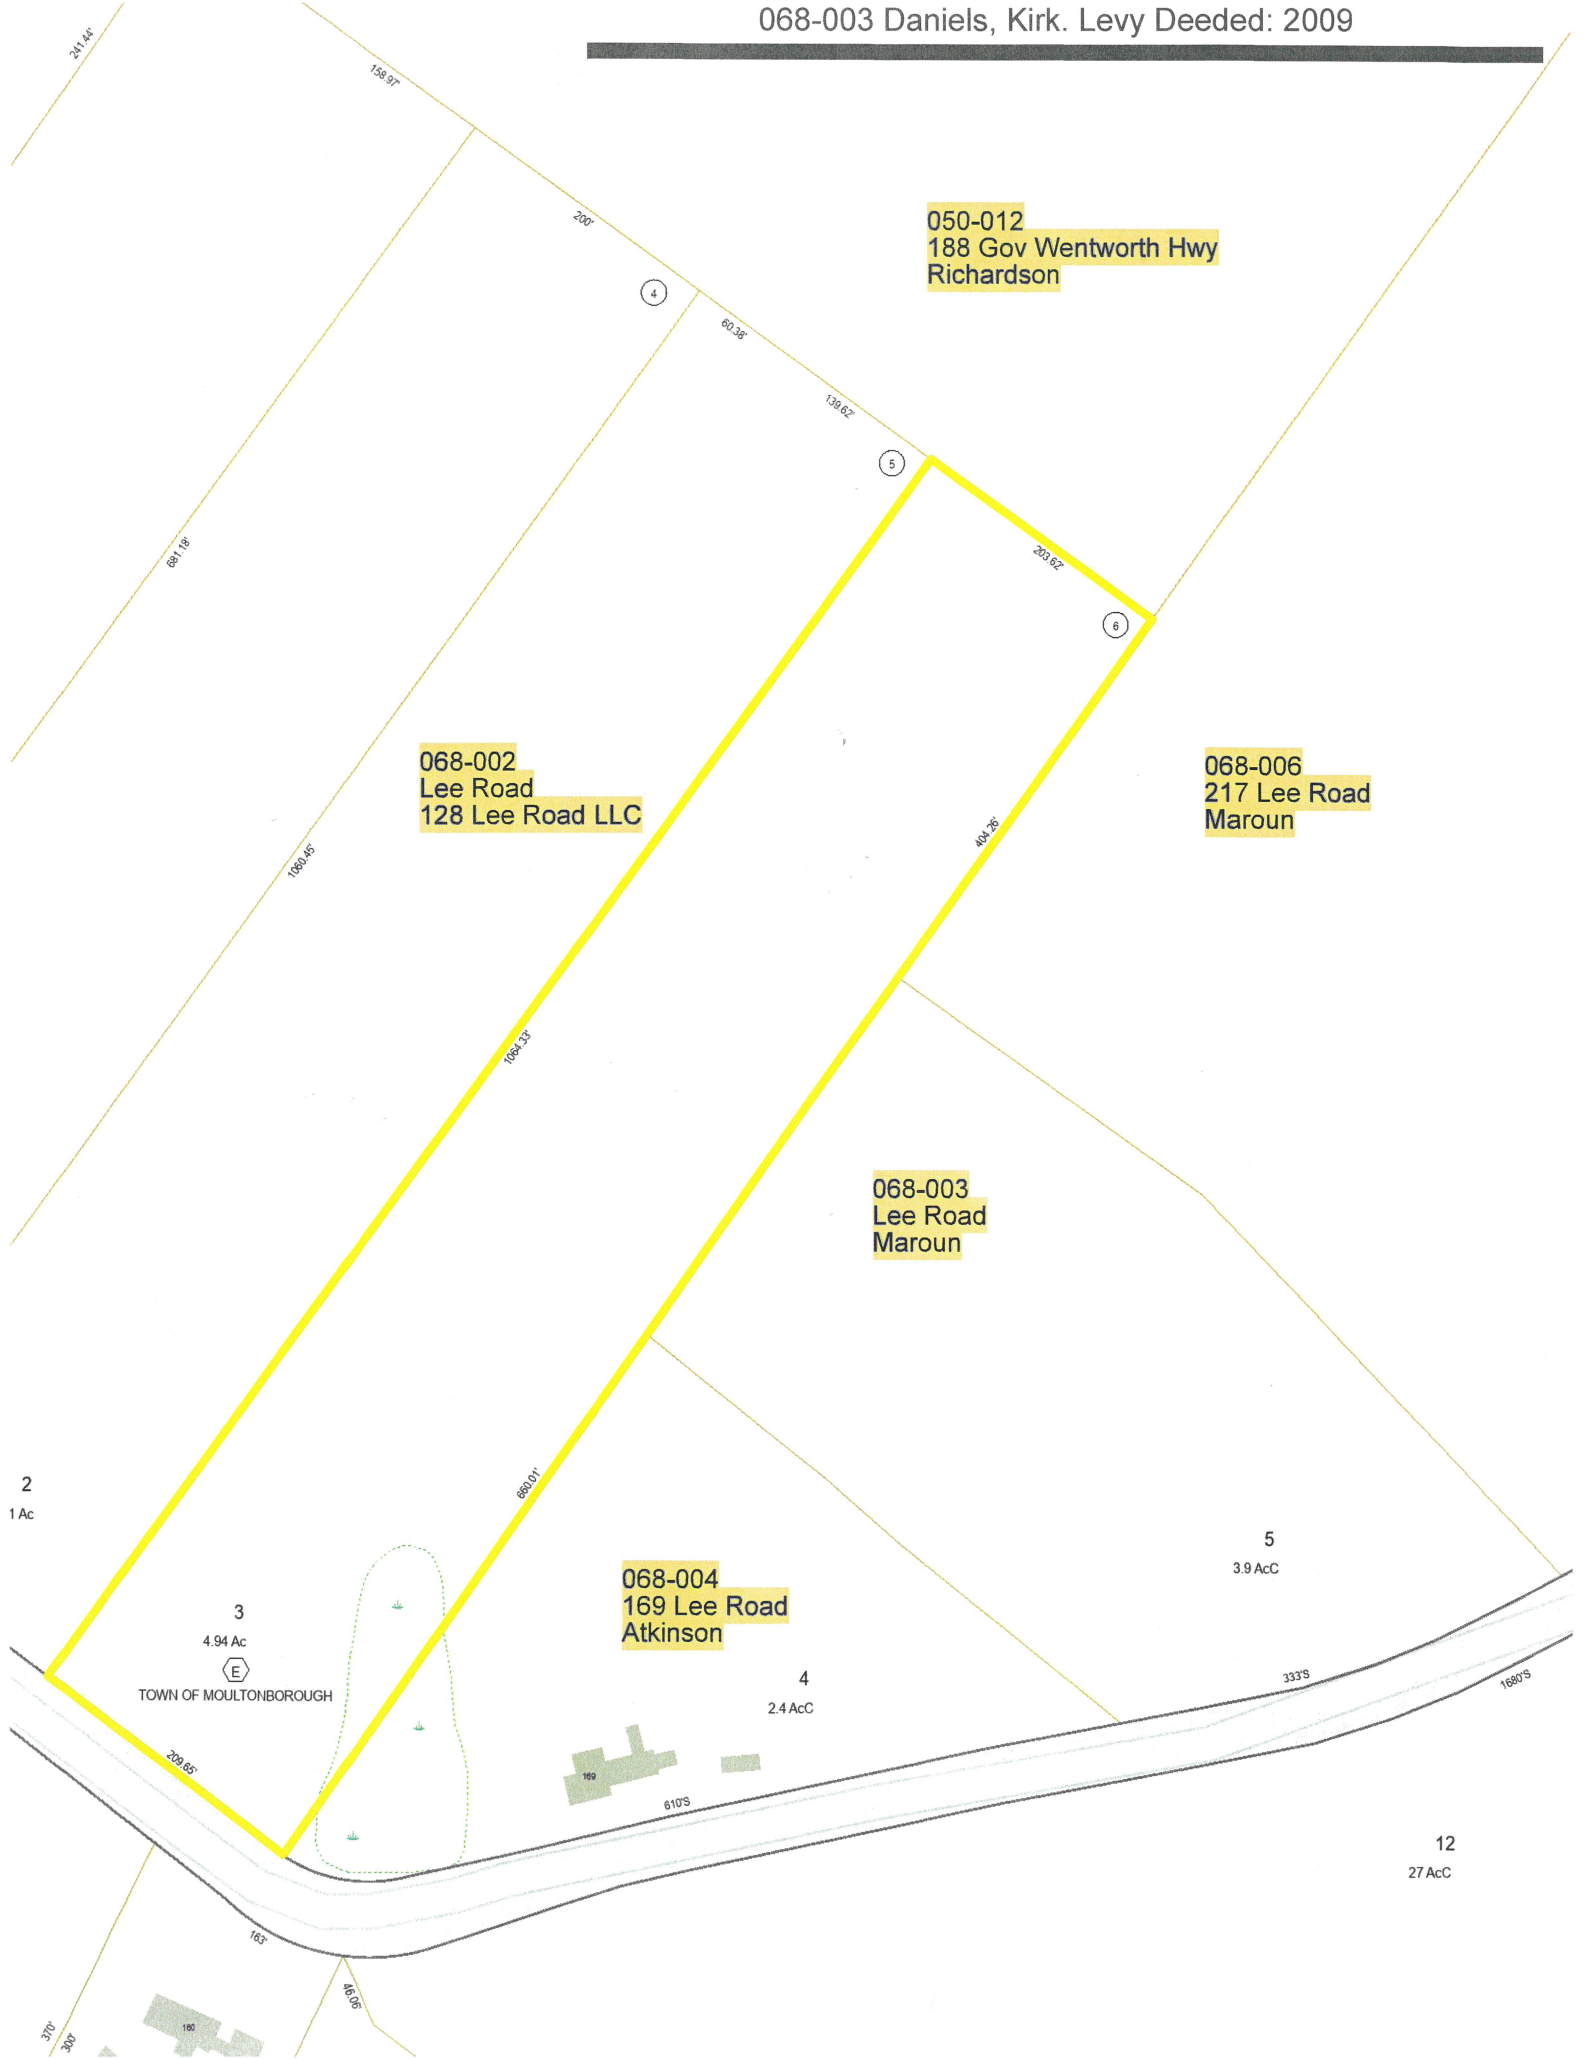 068-003 Daniels, Kirk. Levy Deeded: 2009
241.44'
158.97'
200'
050-012
188 Gov Wentworth Hwy
Richardson
4
60.38'
139.62'
5
203.62'
681.18'
6
068-002
Lee Road
128 Lee Road LLC
068-006
217 Lee Road
Maroun
404.26'
1060.45'
1064.33'
068-003
Lee Road
Maroun
2
1 Ac
660.01'
5
3.9 AcC
068-004
169 Lee Road
Atkinson
3
4.94 Ac
E
TOWN OF MOULTONBOROUGH
4
2.4 AcC
333'S
1680'S
209.65'
169
610'S
12
27 AcC
163'
46.06'
370'
300'
160